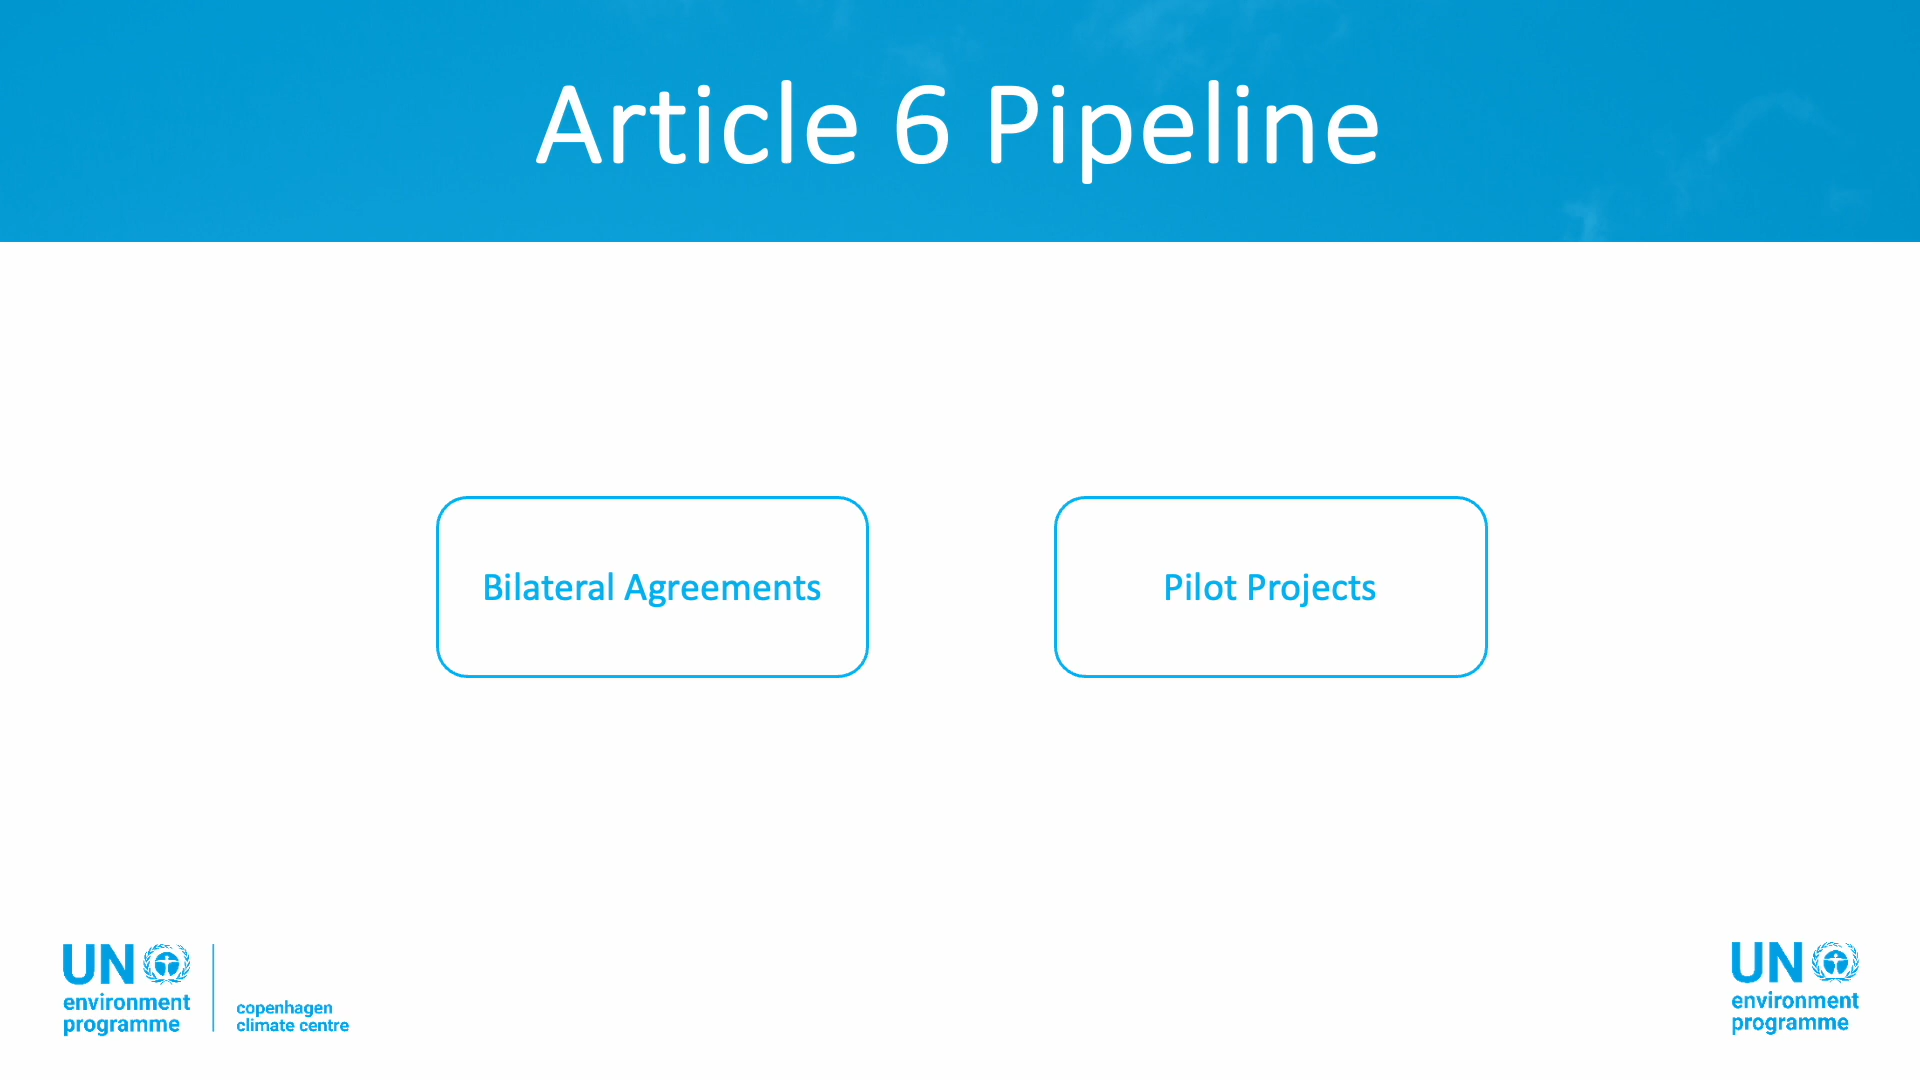 Article 6 Pipeline
Bilateral Agreements
Pilot Projects
UN
environment
programme
copenhagen
climate centre
UN
environment
programme